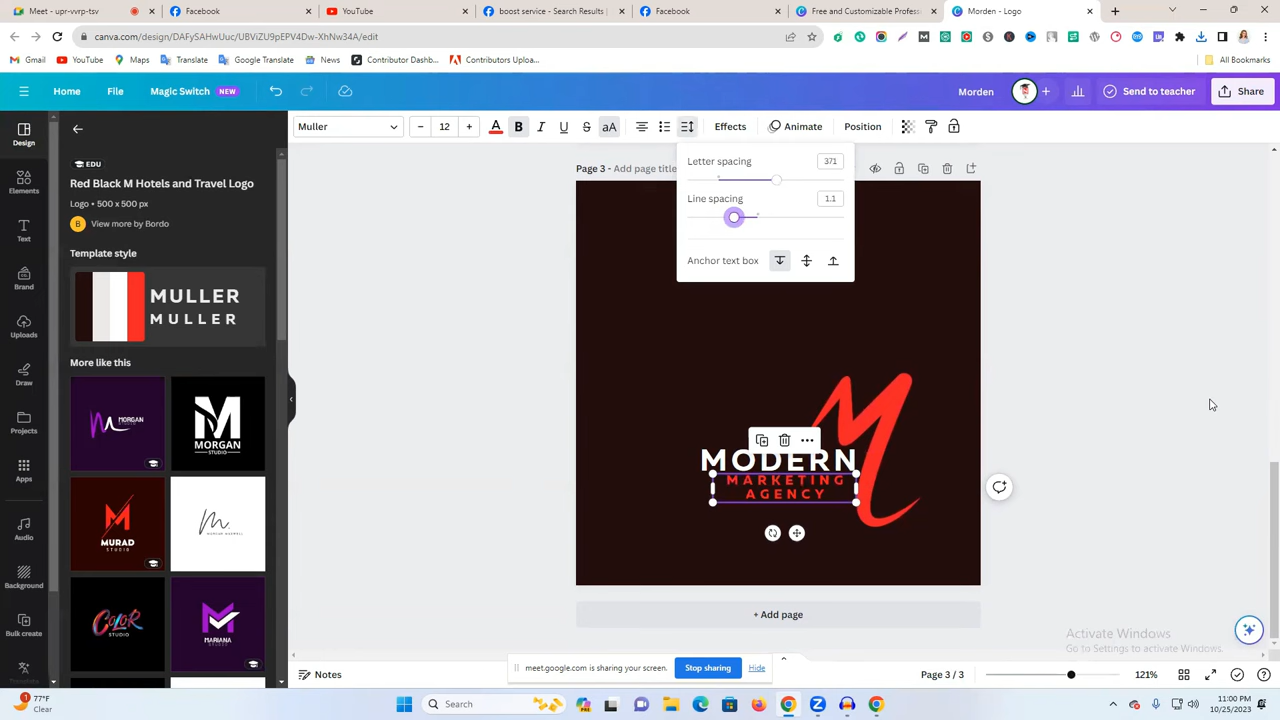 Meet - upr-vvrp-tsv
Facebook
YouTube
boost service - Search Results |
Facebook
Free and Customizable Profess
Morden - Logo
canva.com/design/DAFySAHwUuc/UBViZU9pEPV4Dw-XhNw34A/edit
Gmail
YouTube
Maps
Translate
Google Translate
News
Contributor Dashb...
Contributors Uploa...
All Bookmarks
Home
File
Magic Switch
NEW
Morden
Send to teacher
Share
Muller
12
A
B
I
U
S
aA
Effects
Animate
Position
Design
Elements
Text
Brand
Uploads
Draw
Projects
Apps
Audio
Background
Bulk create
Translate
EDU
Red Black M Hotels and Travel Logo
Logo • 500 x 500 px
B
View more by Bordo
Template style
MULLER
MULLER
More like this
MORGAN
STUDIO
M
MORGAN
STUDIO
M
MURAD
STUDIO
m.
COLOR
STUDIO
M
MARIANA
STUDIO
Page 3 - Add page title
Letter spacing
371
Line spacing
1.1
Anchor text box
M
MODERN
MARKETING
AGENCY
+ Add page
Activate Windows
Go to Settings to activate Windows.
meet.google.com is sharing your screen.
Stop sharing
Hide
Notes
Page 3 / 3
121%
1
77°F
Clear
Search
11:00 PM
10/25/2023